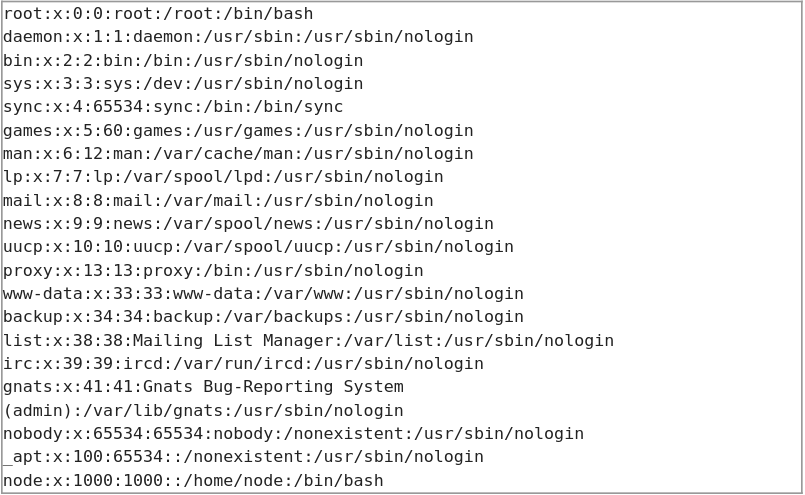 root:x:0:0:root:/root:/bin/bash
daemon:x:1:1:daemon:/usr/sbin:/usr/sbin/nologin
bin:x:2:2:bin:/bin:/usr/sbin/nologin
sys:x:3:3:sys:/dev:/usr/sbin/nologin
sync:x:4:65534:sync:/bin:/bin/sync
games:x:5:60:games:/usr/games:/usr/sbin/nologin
man:x:6:12:man:/var/cache/man:/usr/sbin/nologin
lp:x:7:7:lp:/var/spool/lpd:/usr/sbin/nologin
mail:x:8:8:mail:/var/mail:/usr/sbin/nologin
news:x:9:9:news:/var/spool/news:/usr/sbin/nologin
uucp:x:10:10:uucp:/var/spool/uucp:/usr/sbin/nologin
proxy:x:13:13:proxy:/bin:/usr/sbin/nologin
www-data:x:33:33:www-data:/var/www:/usr/sbin/nologin
backup:x:34:34:backup:/var/backups:/usr/sbin/nologin
list:x:38:38:Mailing List Manager:/var/list:/usr/sbin/nologin
irc:x:39:39:ircd:/var/run/ircd:/usr/sbin/nologin
gnats:x:41:41:Gnats Bug-Reporting System
(admin):/var/lib/gnats:/usr/sbin/nologin
nobody:x:65534:65534:nobody:/nonexistent:/usr/sbin/nologin
_apt:x:100:65534::/nonexistent:/usr/sbin/nologin
node:x:1000:1000::/home/node:/bin/bash